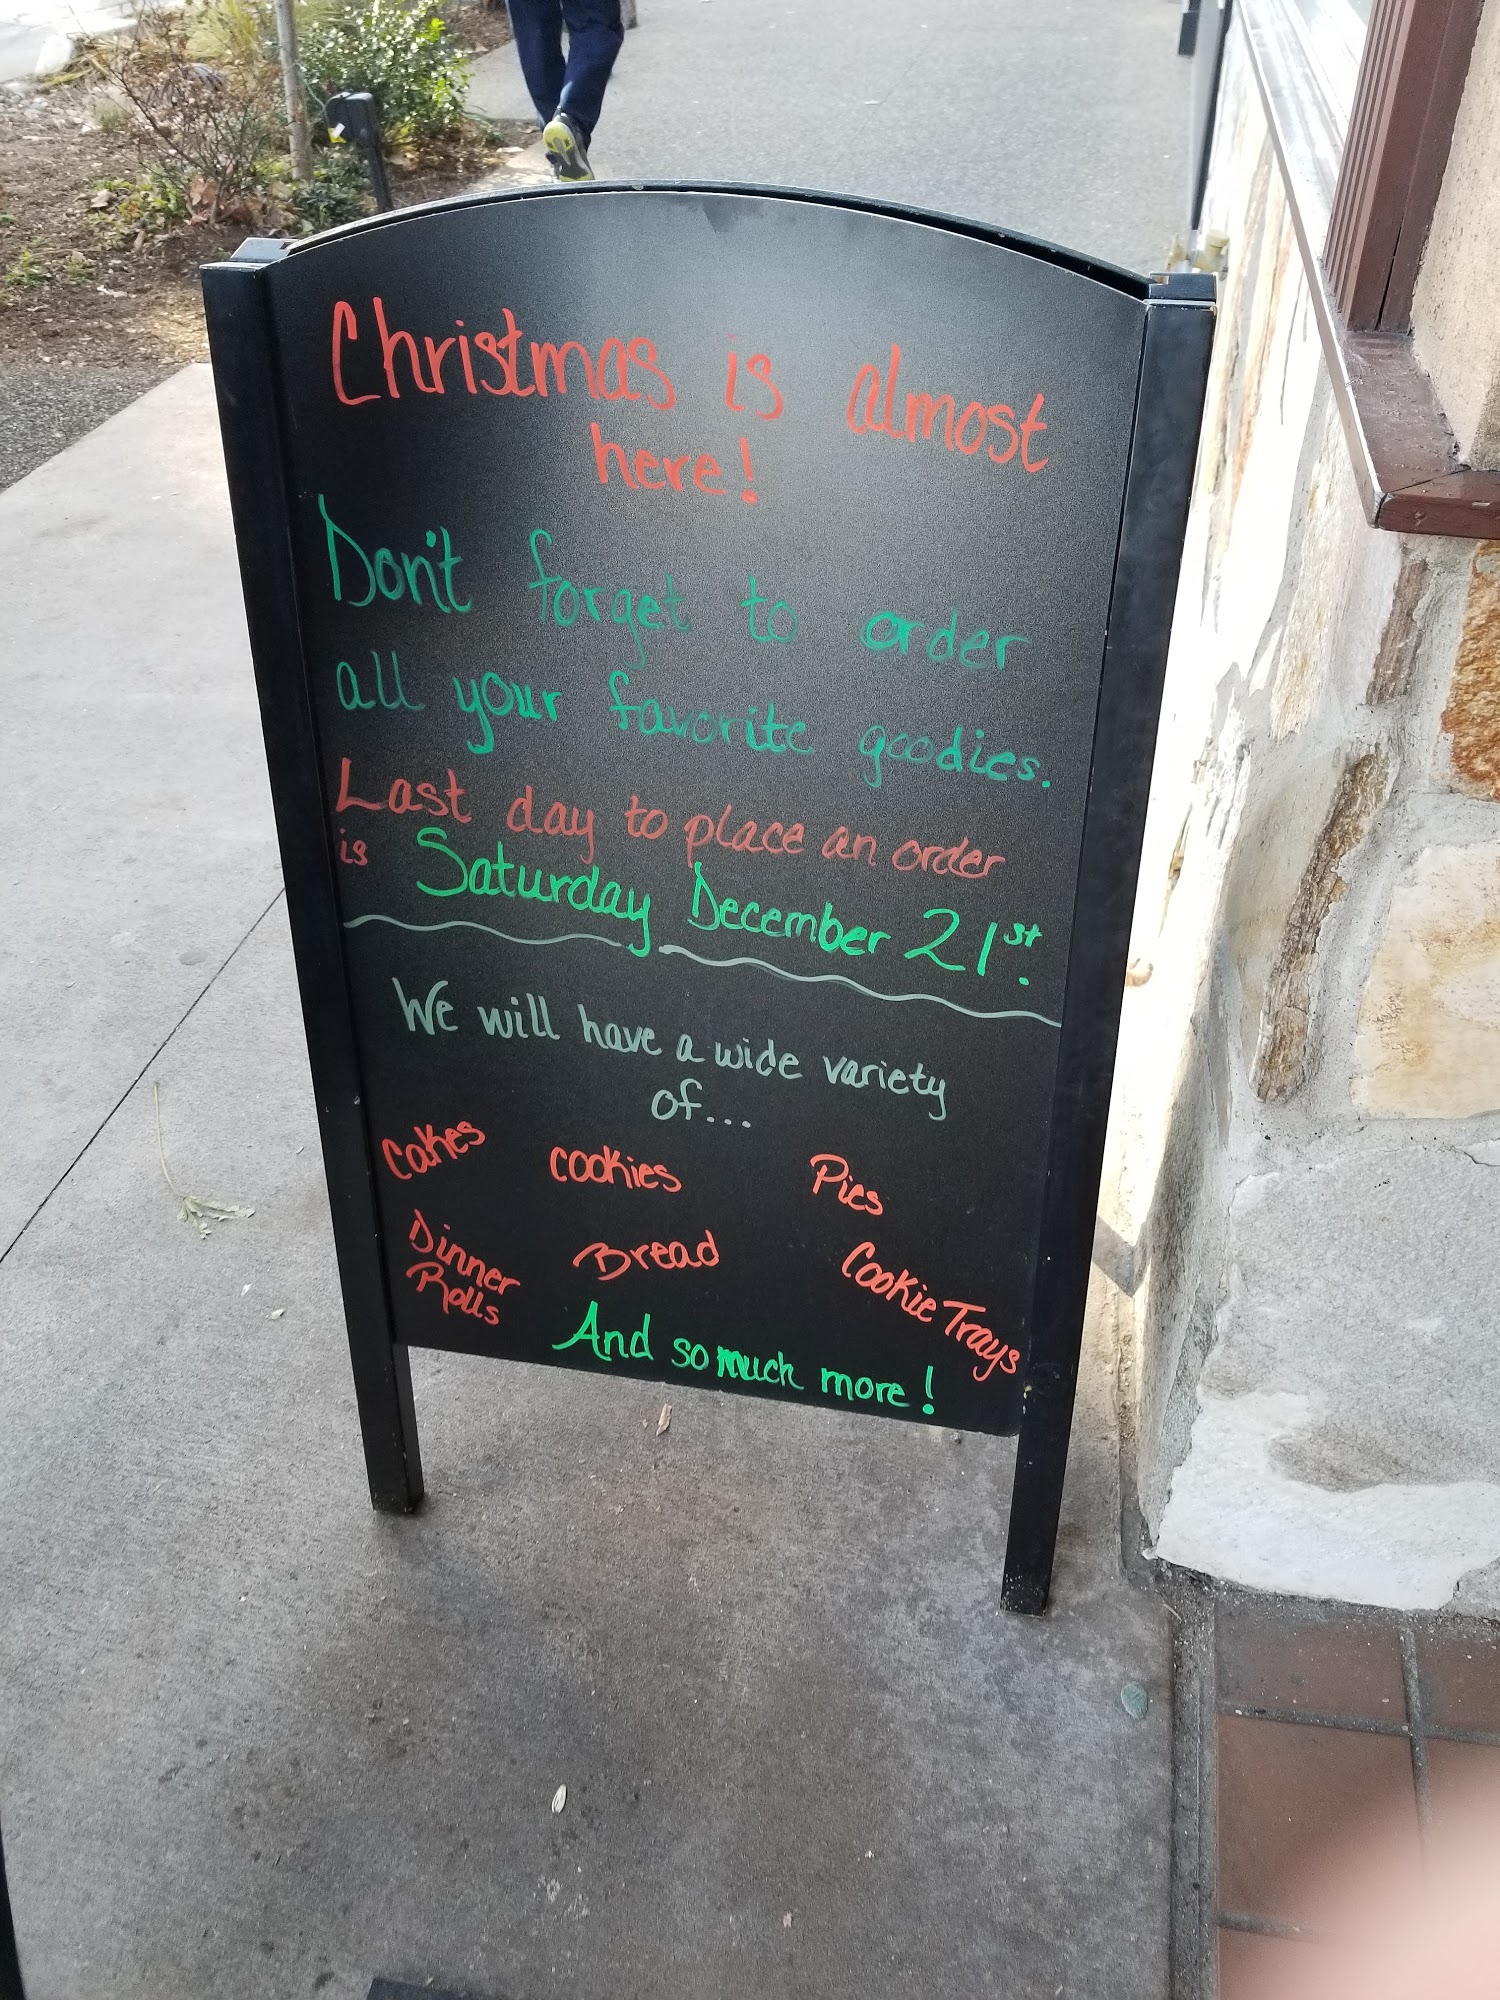 Christmas is almost
here!
Don't forget to order
all your favorite goodies.
Last day to place an order
is Saturday December 21st.
We will have a wide variety
of...
Cakes cookies Pies
Dinner Rolls Bread Cookie Trays
And so much more!